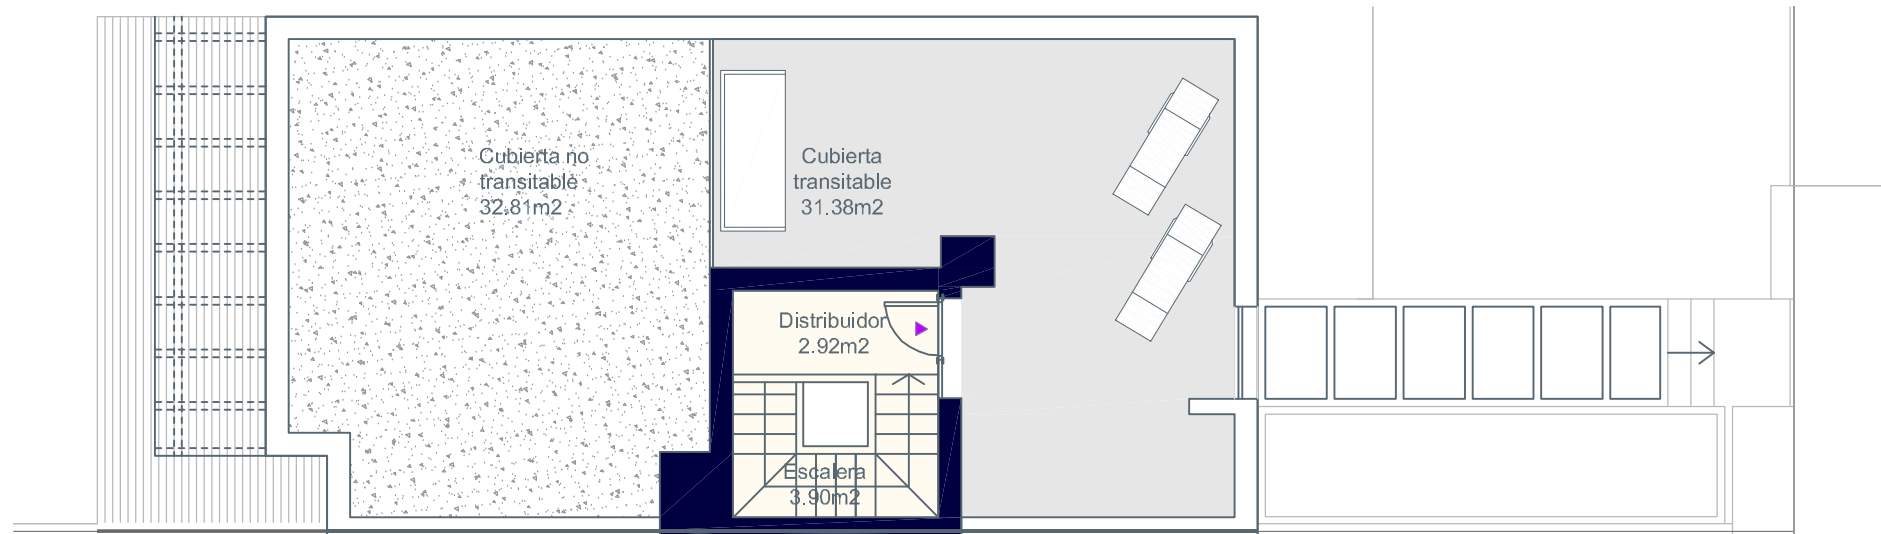 Cubierta no
transitable
32.81m2
Cubierta
transitable
31.38m2
Distribuidor
2.92m2
Escalera
3.90m2